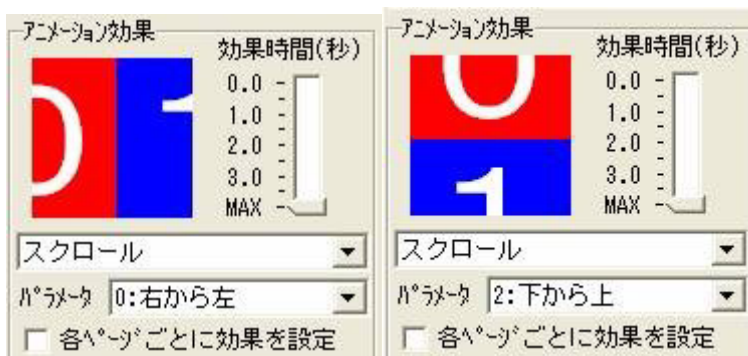 アニメーション効果
効果時間(秒)
0
1
0.0
1.0
2.0
3.0
MAX
スクロール
パラメータ 0:右から左
各ページごとに効果を設定
アニメーション効果
効果時間(秒)
0
1
0.0
1.0
2.0
3.0
MAX
スクロール
パラメータ 2:下から上
各ページごとに効果を設定